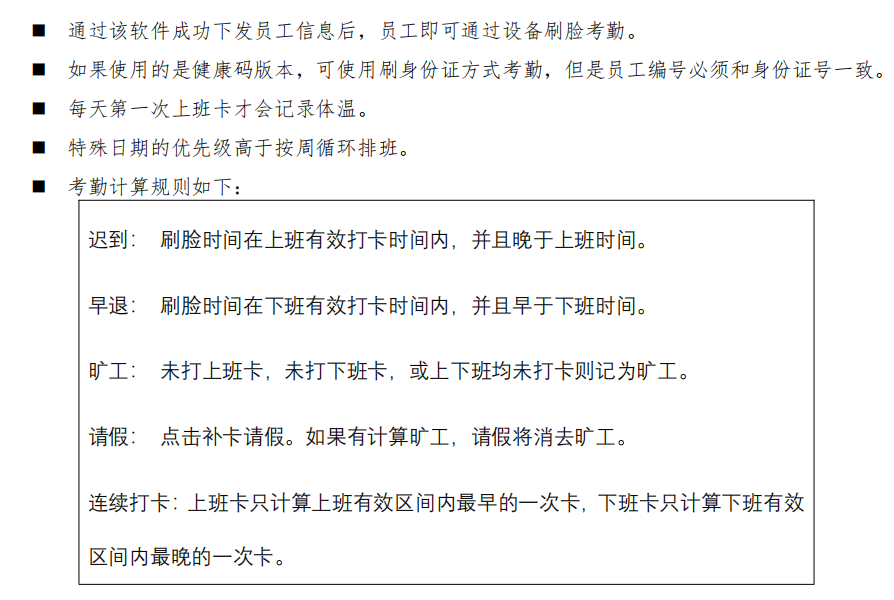 ■ 通过该软件成功下发员工信息后，员工即可通过设备刷脸考勤。
■ 如果使用的是健康码版本，可使用刷身份证方式考勤，但是员工编号必须和身份证号一致。
■ 每天第一次上班卡才会记录体温。
■ 特殊日期的优先级高于按周循环排班。
■ 考勤计算规则如下：
迟到： 刷脸时间在上班有效打卡时间内，并且晚于上班时间。
早退： 刷脸时间在下班有效打卡时间内，并且早于下班时间。
旷工： 未打上班卡，未打下班卡，或上下班均未打卡则记为旷工。
请假： 点击补卡请假。如果有计算旷工，请假将消去旷工。
连续打卡：上班卡只计算上班有效区间内最早的一次卡，下班卡只计算下班有效
区间内最晚的一次卡。